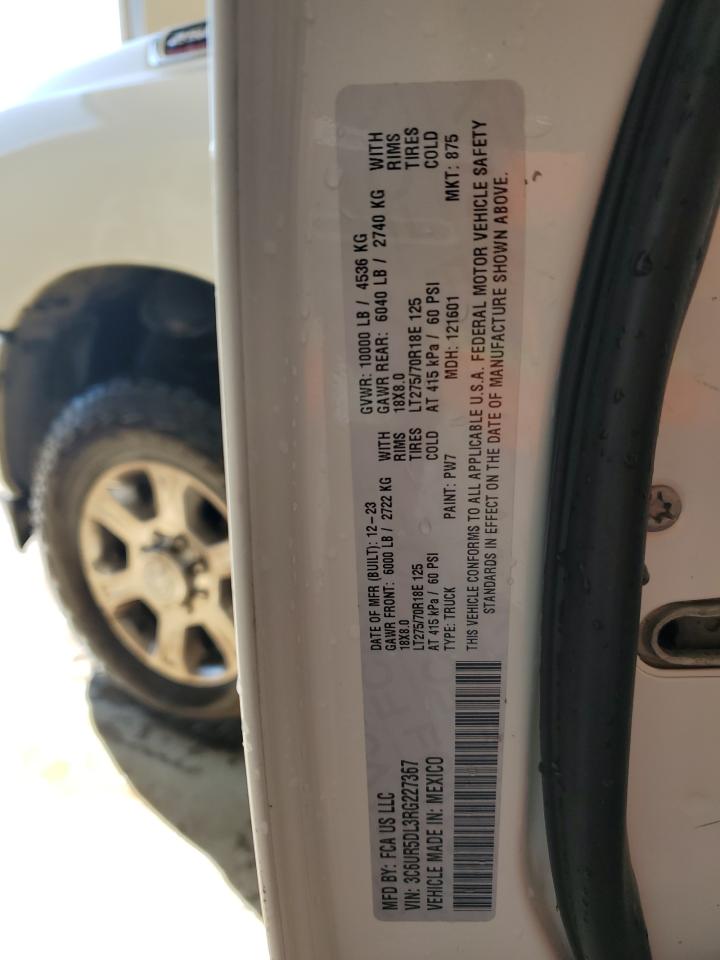 MFD BY: FCA US LLC
VIN: 3C6UR5DL3RG227367
VEHICLE MADE IN: MEXICO
DATE OF MFR (BUILT): 12-23 GVWR: 10000 LB / 4536 KG
GAWR FRONT: 6000 LB / 2722 KG WITH GAWR REAR: 6040 LB / 2740 KG WITH
18X8.0 RIMS 18X8.0 RIMS
LT275/70R18E 125 TIRES LT275/70R18E 125 TIRES
AT 415 kPa / 60 PSI COLD AT 415 kPa / 60 PSI COLD
TYPE: TRUCK PAINT: PW7 MDH: 121601 MKT: 875
THIS VEHICLE CONFORMS TO ALL APPLICABLE U.S.A. FEDERAL MOTOR VEHICLE SAFETY
STANDARDS IN EFFECT ON THE DATE OF MANUFACTURE SHOWN ABOVE.